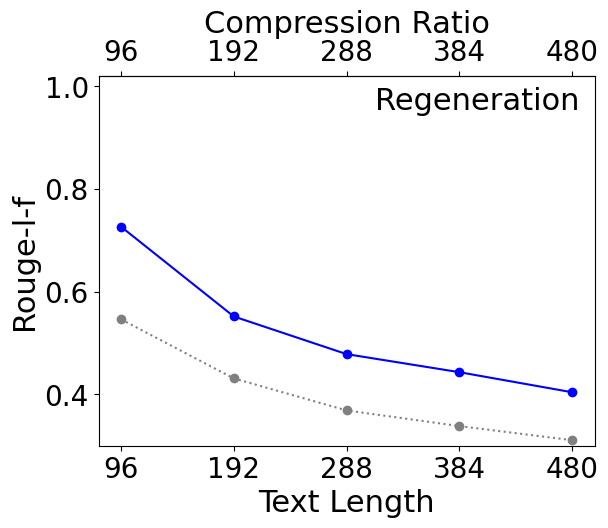 Compression Ratio
96 192 288 384 480
Regeneration
1.0
0.8
0.6
0.4
Rouge-l-f
96 192 288 384 480
Text Length